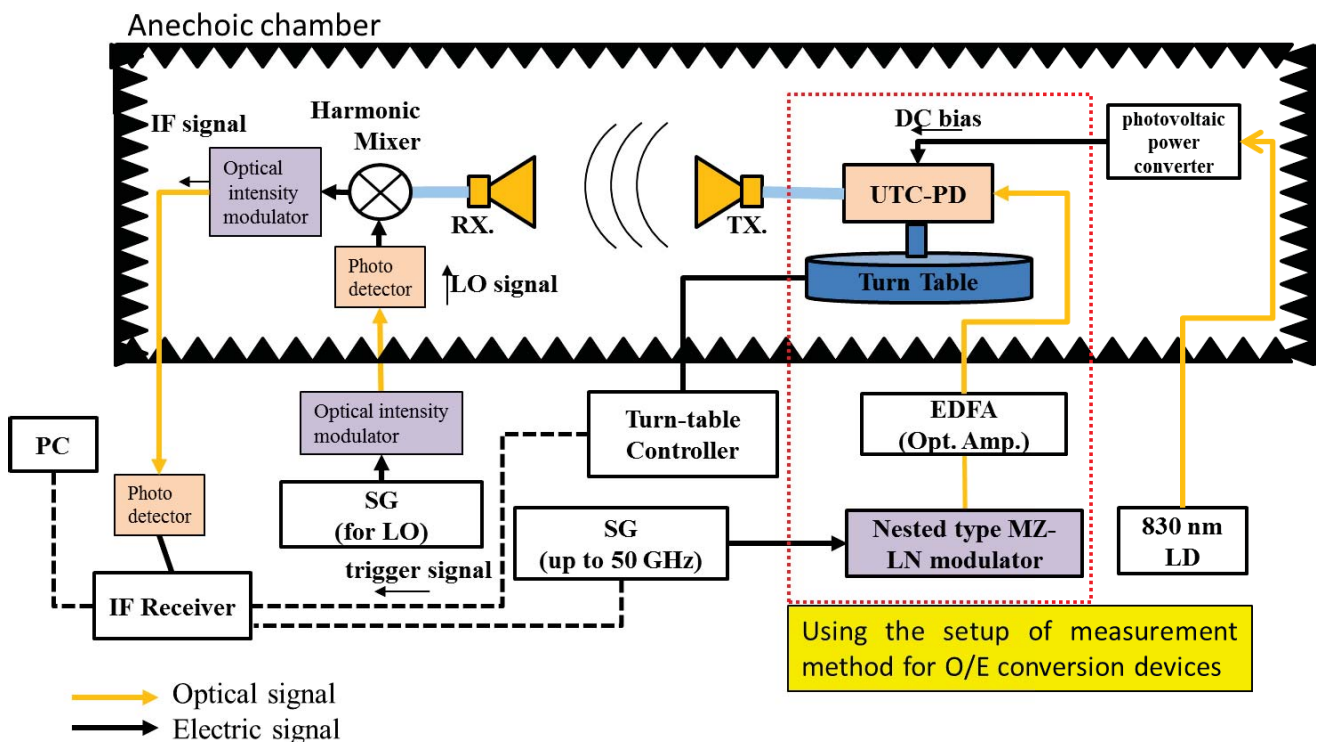 Anechoic chamber
IF signal
Harmonic
Mixer
DC bias
photovoltaic
power
converter
Optical
intensity
modulator
UTC-PD
RX.
TX.
Photo
detector
LO signal
Turn Table
Optical intensity
modulator
Turn-table
Controller
EDFA
(Opt. Amp.)
PC
Photo
detector
SG
(for LO)
SG
(up to 50 GHz)
Nested type MZ-
LN modulator
830 nm
LD
trigger signal
IF Receiver
Using the setup of measurement
method for O/E conversion devices
Optical signal
Electric signal